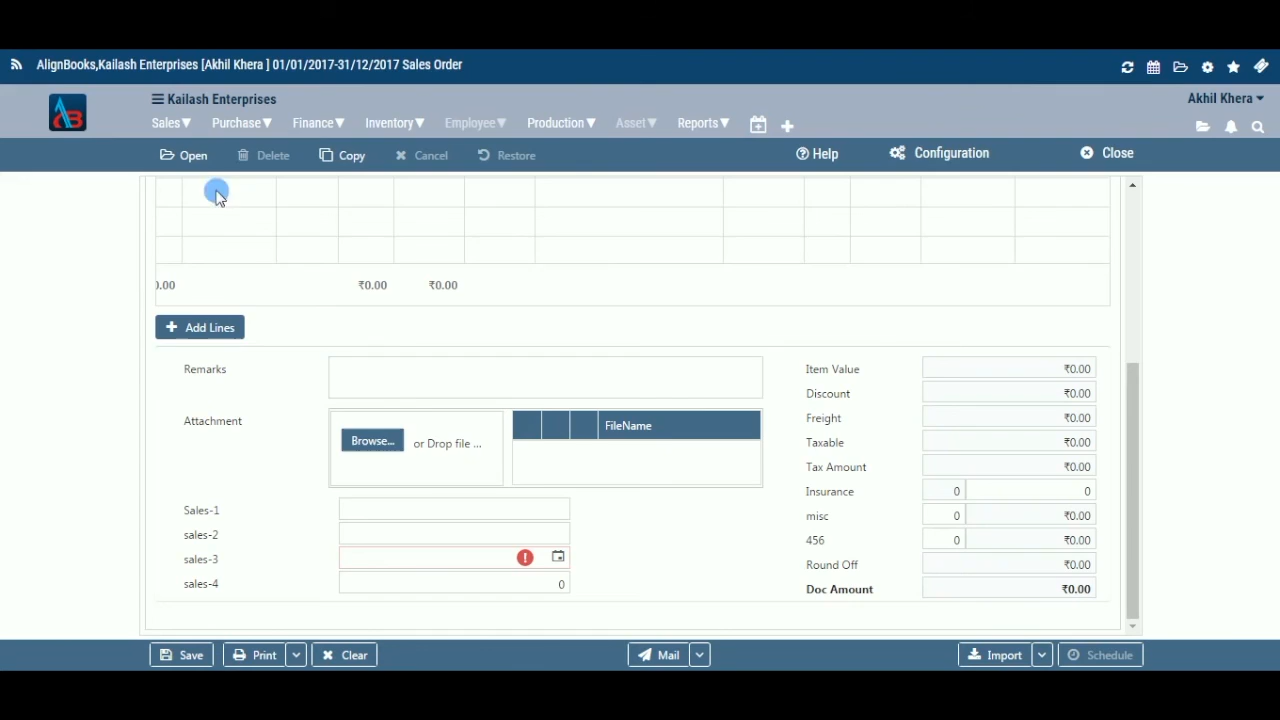 AlignBooks,Kailash Enterprises [Akhil Khera ] 01/01/2017-31/12/2017 Sales Order
Kailash Enterprises
Akhil Khera
Sales Purchase Finance Inventory Employee Production Asset Reports
Open Delete Copy Cancel Restore Help Configuration Close
.00 ₹0.00 ₹0.00
Add Lines
Remarks
Attachment
Browse... or Drop file ...
FileName
Sales-1
sales-2
sales-3
sales-4 0
Item Value ₹0.00
Discount ₹0.00
Freight ₹0.00
Taxable ₹0.00
Tax Amount ₹0.00
Insurance 0 0
misc 0 ₹0.00
456 0 ₹0.00
Round Off ₹0.00
Doc Amount ₹0.00
Save Print Clear Mail Import Schedule